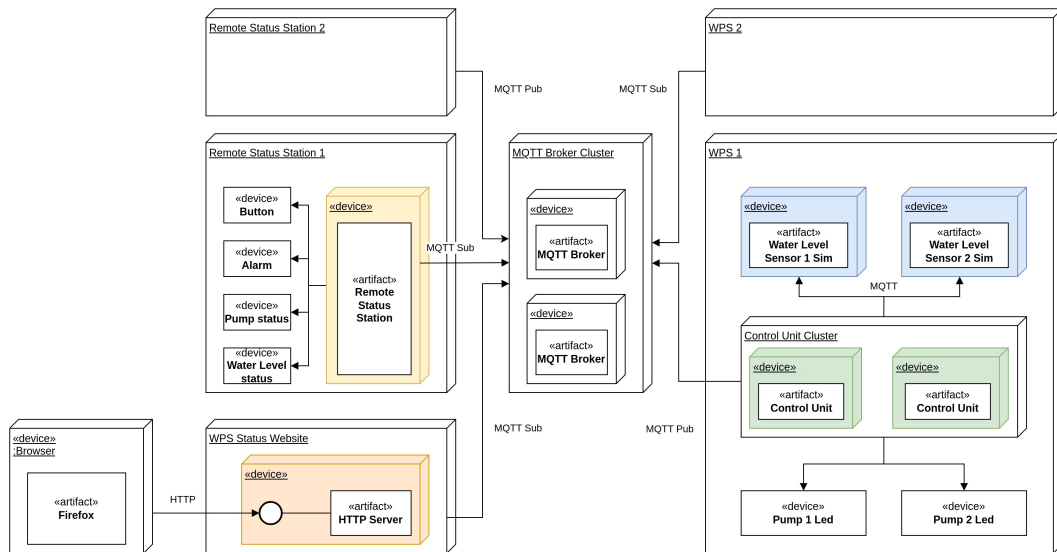 Remote Status Station 2
WPS 2
MQTT Pub
MQTT Sub
Remote Status Station 1
«device»
Button
«device»
Alarm
«device»
Pump status
«device»
Water Level
status
«device»
«artifact»
Remote
Status
Station
MQTT Sub
MQTT Broker Cluster
«device»
«artifact»
MQTT Broker
«device»
«artifact»
MQTT Broker
WPS 1
«device»
«artifact»
Water Level
Sensor 1 Sim
«device»
«artifact»
Water Level
Sensor 2 Sim
MQTT
Control Unit Cluster
«device»
«artifact»
Control Unit
«device»
«artifact»
Control Unit
MQTT Sub
MQTT Pub
«device»
:Browser
«artifact»
Firefox
HTTP
WPS Status Website
«device»
«artifact»
HTTP Server
«device»
Pump 1 Led
«device»
Pump 2 Led